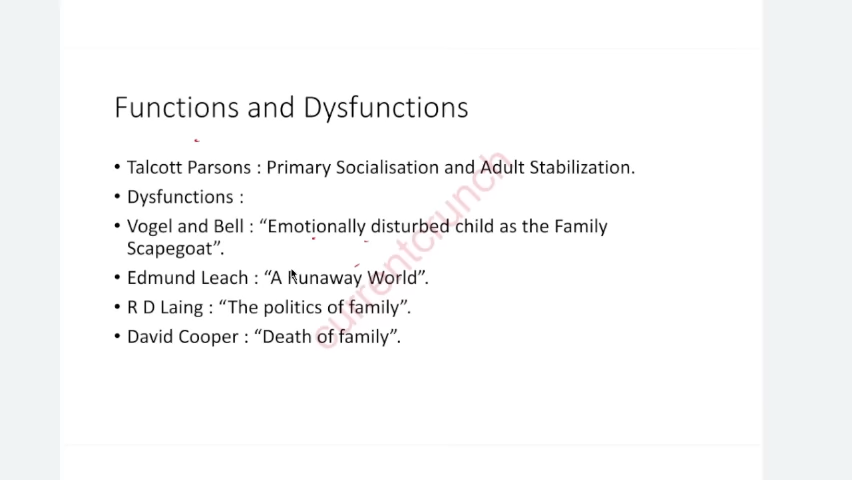 Functions and Dysfunctions
• Talcott Parsons : Primary Socialisation and Adult Stabilization.
• Dysfunctions :
• Vogel and Bell : “Emotionally disturbed child as the Family
Scapegoat”.
• Edmund Leach : “A Runaway World”.
• R D Laing : “The politics of family”.
• David Cooper : “Death of family”.
currentcrunch